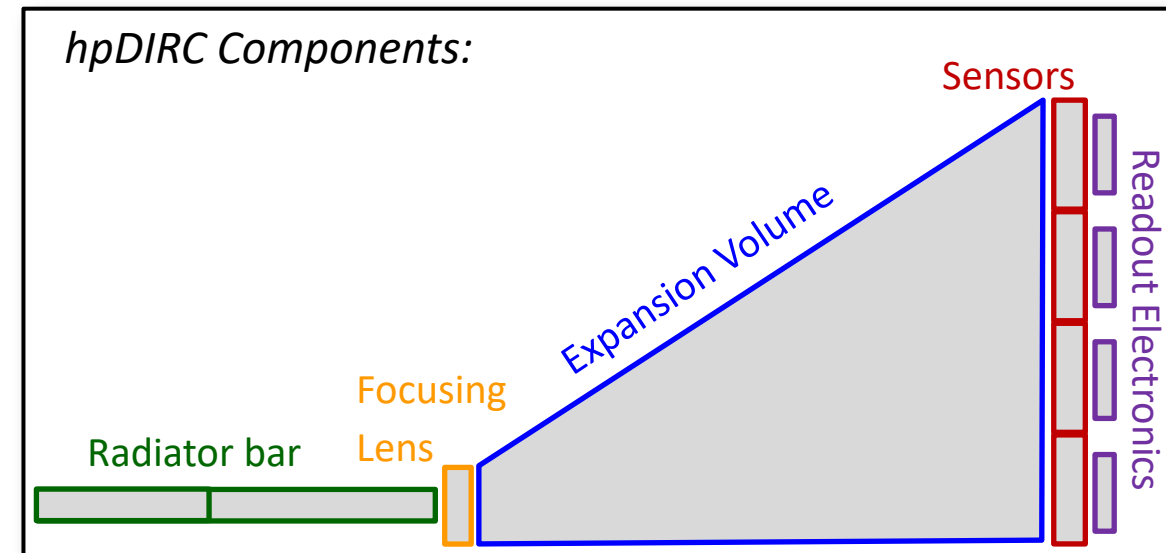 hpDIRC Components:
Sensors
Readout Electronics
Expansion Volume
Focusing
Lens
Radiator bar